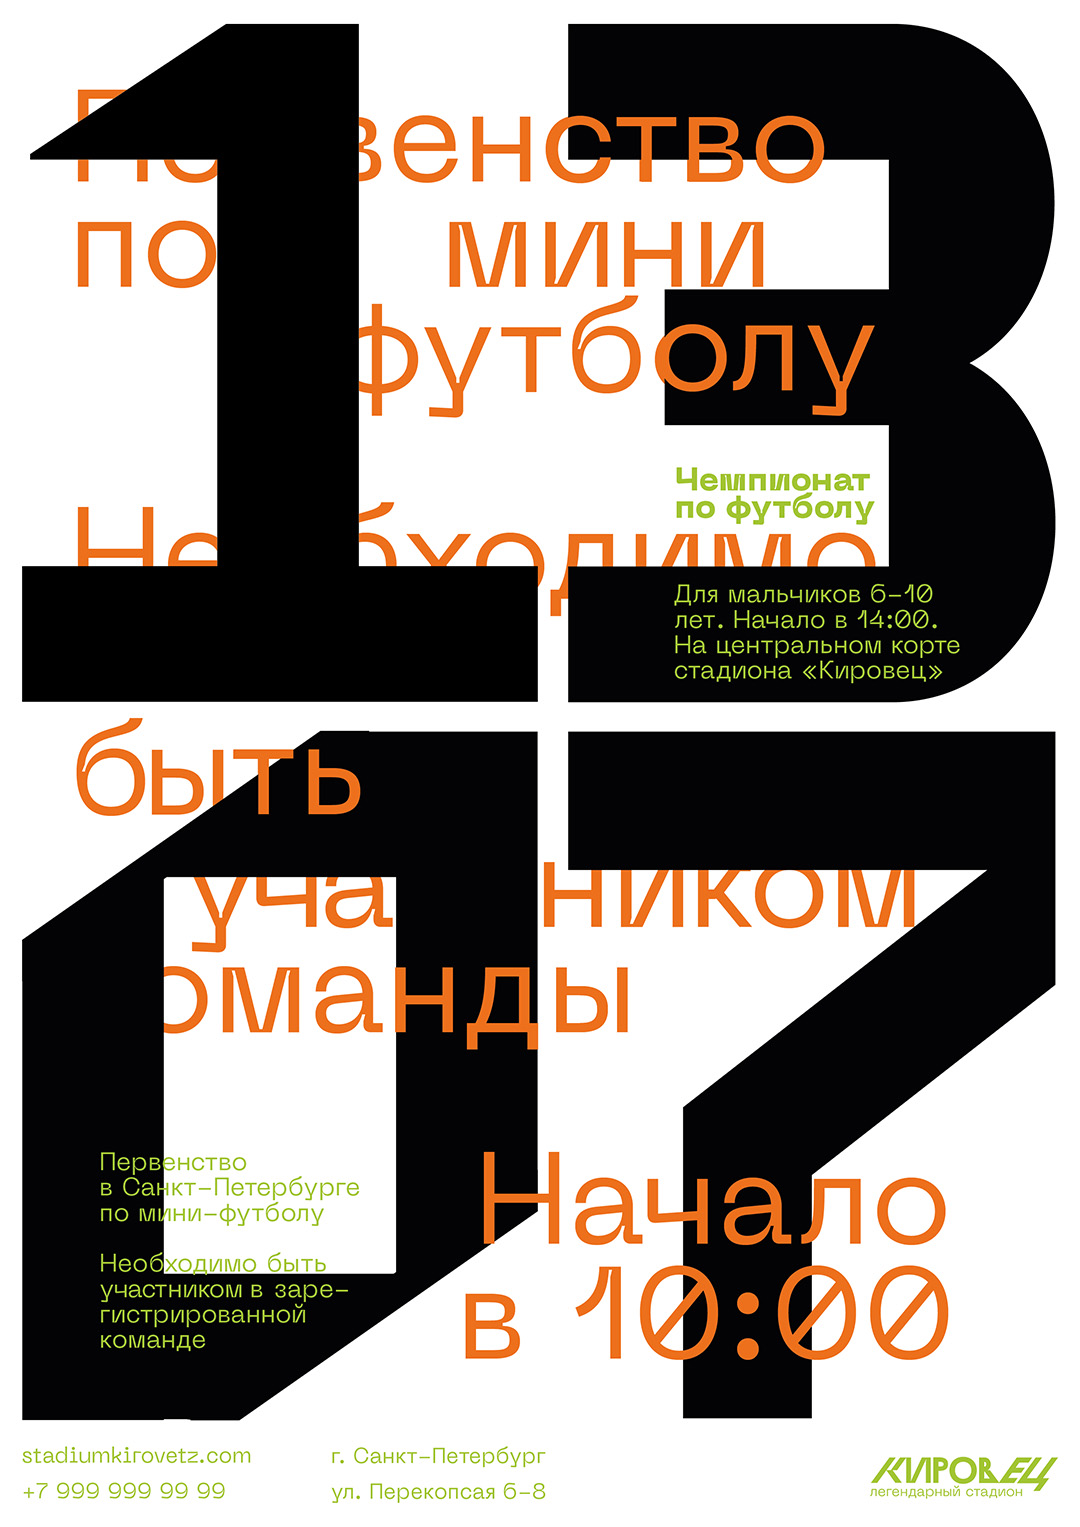 13
Первенство
по мини
футболу
Чемпионат
по футболу
Необходимо
Для мальчиков 6–10
лет. Начало в 14:00.
На центральном корте
стадиона «Кировец»
07
быть
участником
команды
Первенство
в Санкт–Петербурге
по мини–футболу
Необходимо быть
участником в заре–
гистрированной
команде
Начало
в 10:00
stadiumkirovetz.com
+7 999 999 99 99
г. Санкт–Петербург
ул. Перекопсая 6–8
КИРОВЕЦ
легендарный стадион